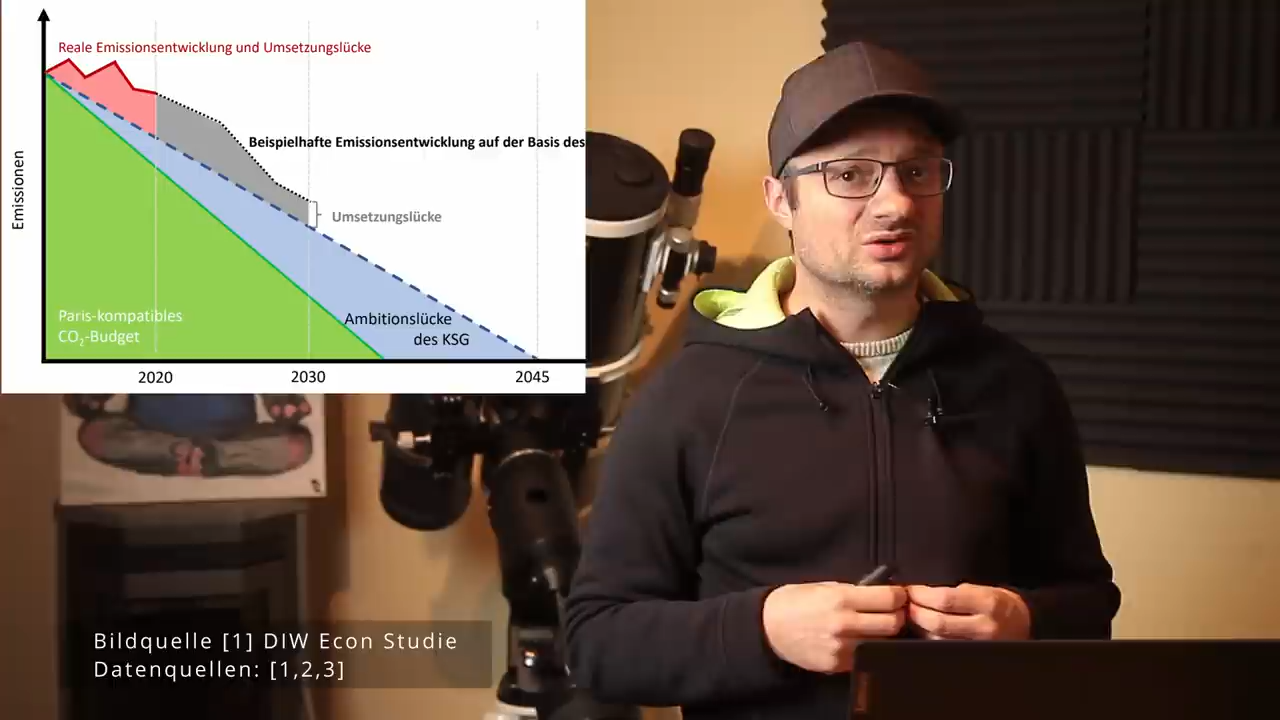 Reale Emissionsentwicklung und Umsetzungslücke
Beispielhafte Emissionsentwicklung auf der Basis des
Emissionen
Umsetzungslücke
Paris-kompatibles
CO₂-Budget
Ambitionslücke
des KSG
2020
2030
2045
Bildquelle [1] DIW Econ Studie
Datenquellen: [1,2,3]